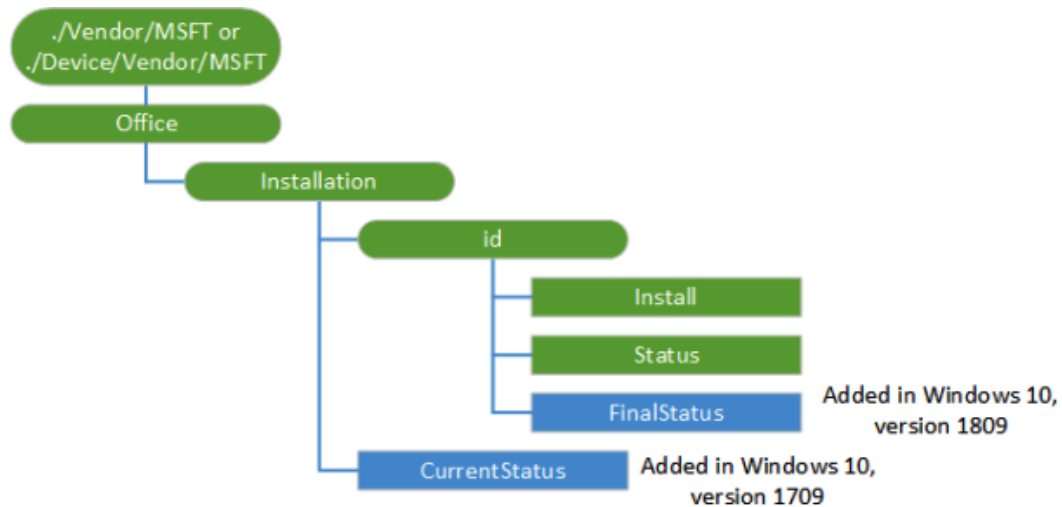 ./Vendor/MSFT or
./Device/Vendor/MSFT
Office
Installation
id
Install
Status
FinalStatus
Added in Windows 10,
version 1809
CurrentStatus
Added in Windows 10,
version 1709